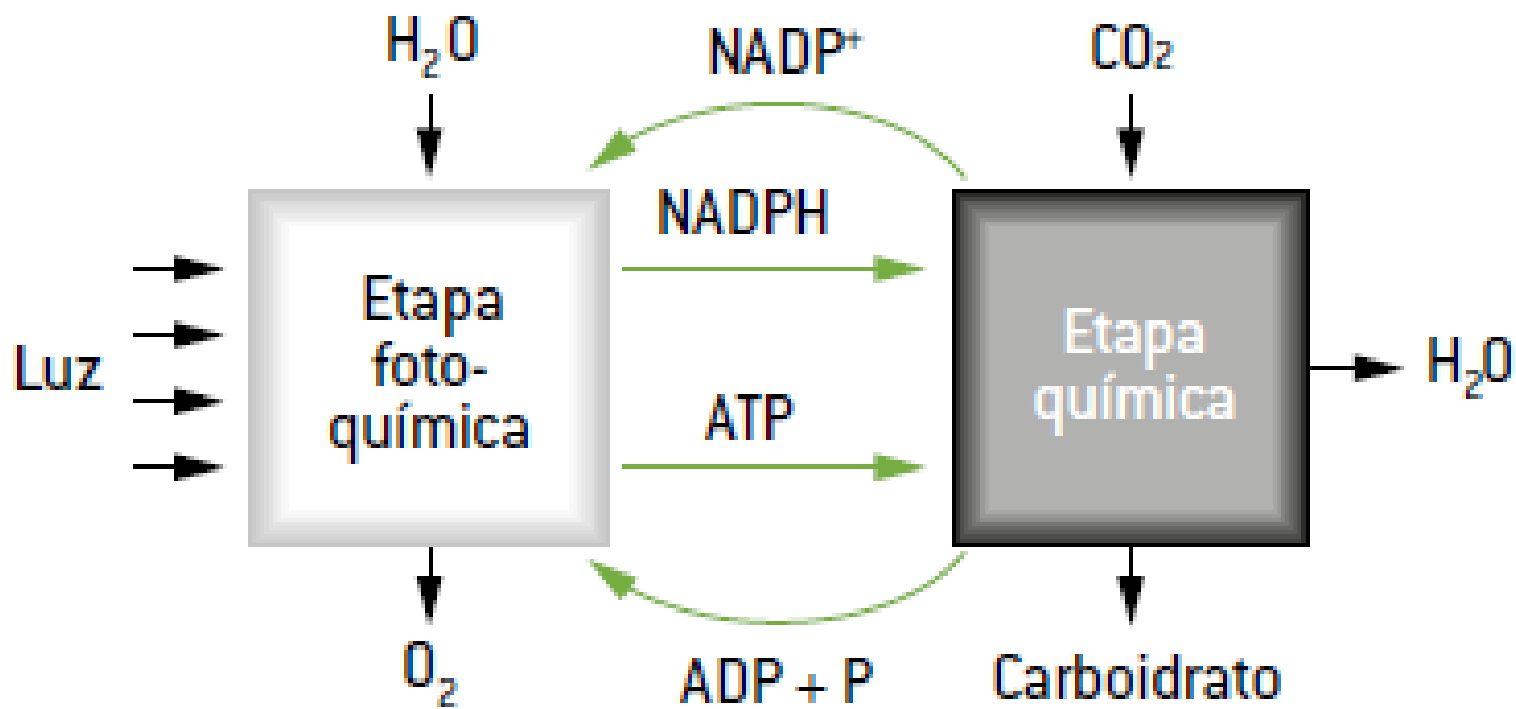 H₂O
NADP⁺
CO₂
NADPH
Luz
Etapa
foto-
química
ATP
Etapa
química
H₂O
O₂
ADP + P
Carboidrato